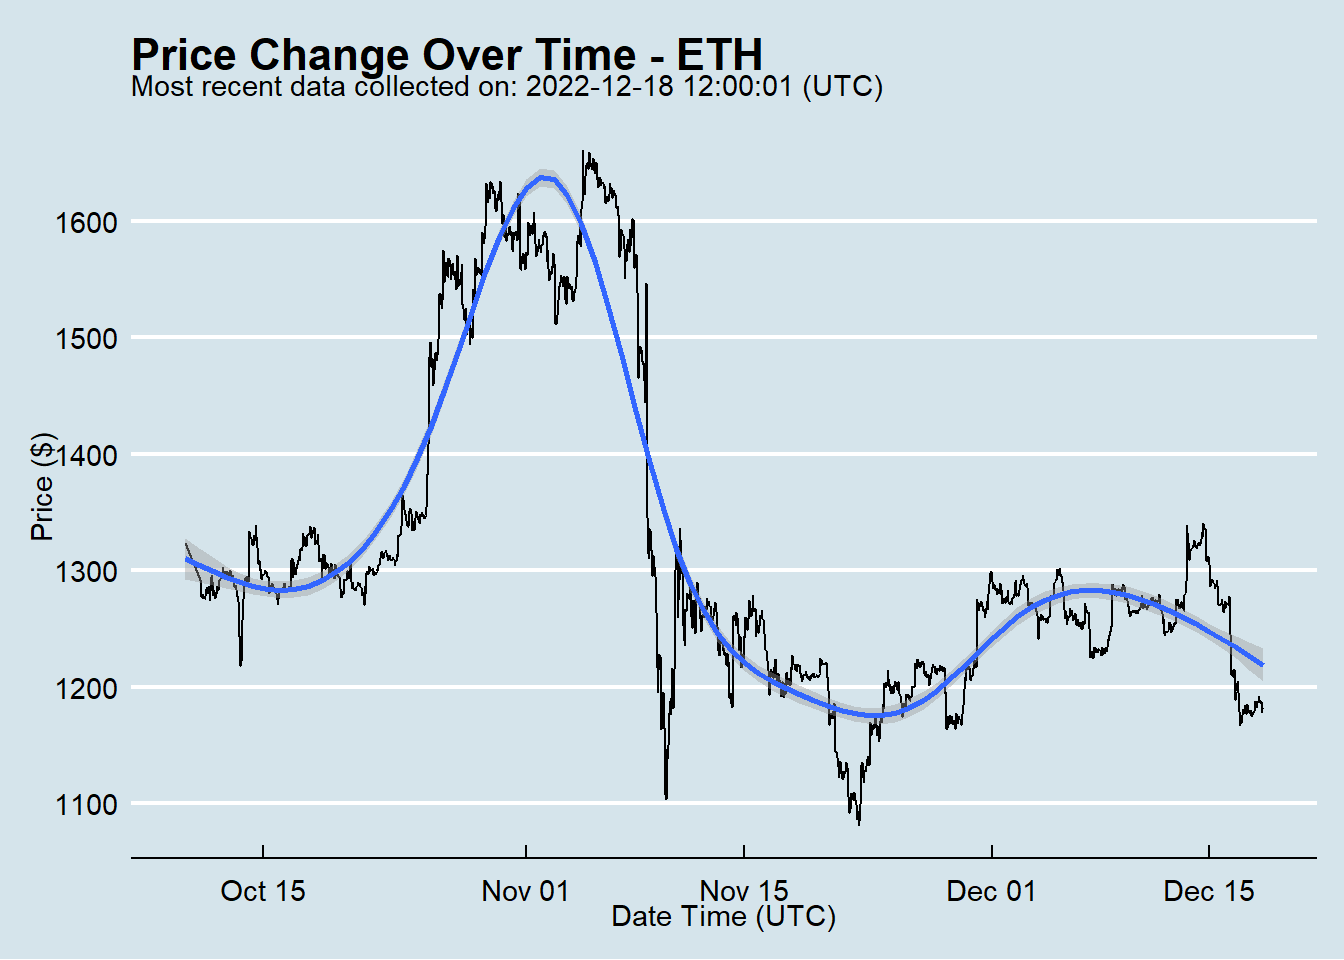 Price Change Over Time - ETH
Most recent data collected on: 2022-12-18 12:00:01 (UTC)
Price ($)
1600
1500
1400
1300
1200
1100
Oct 15
Nov 01
Nov 15
Dec 01
Dec 15
Date Time (UTC)